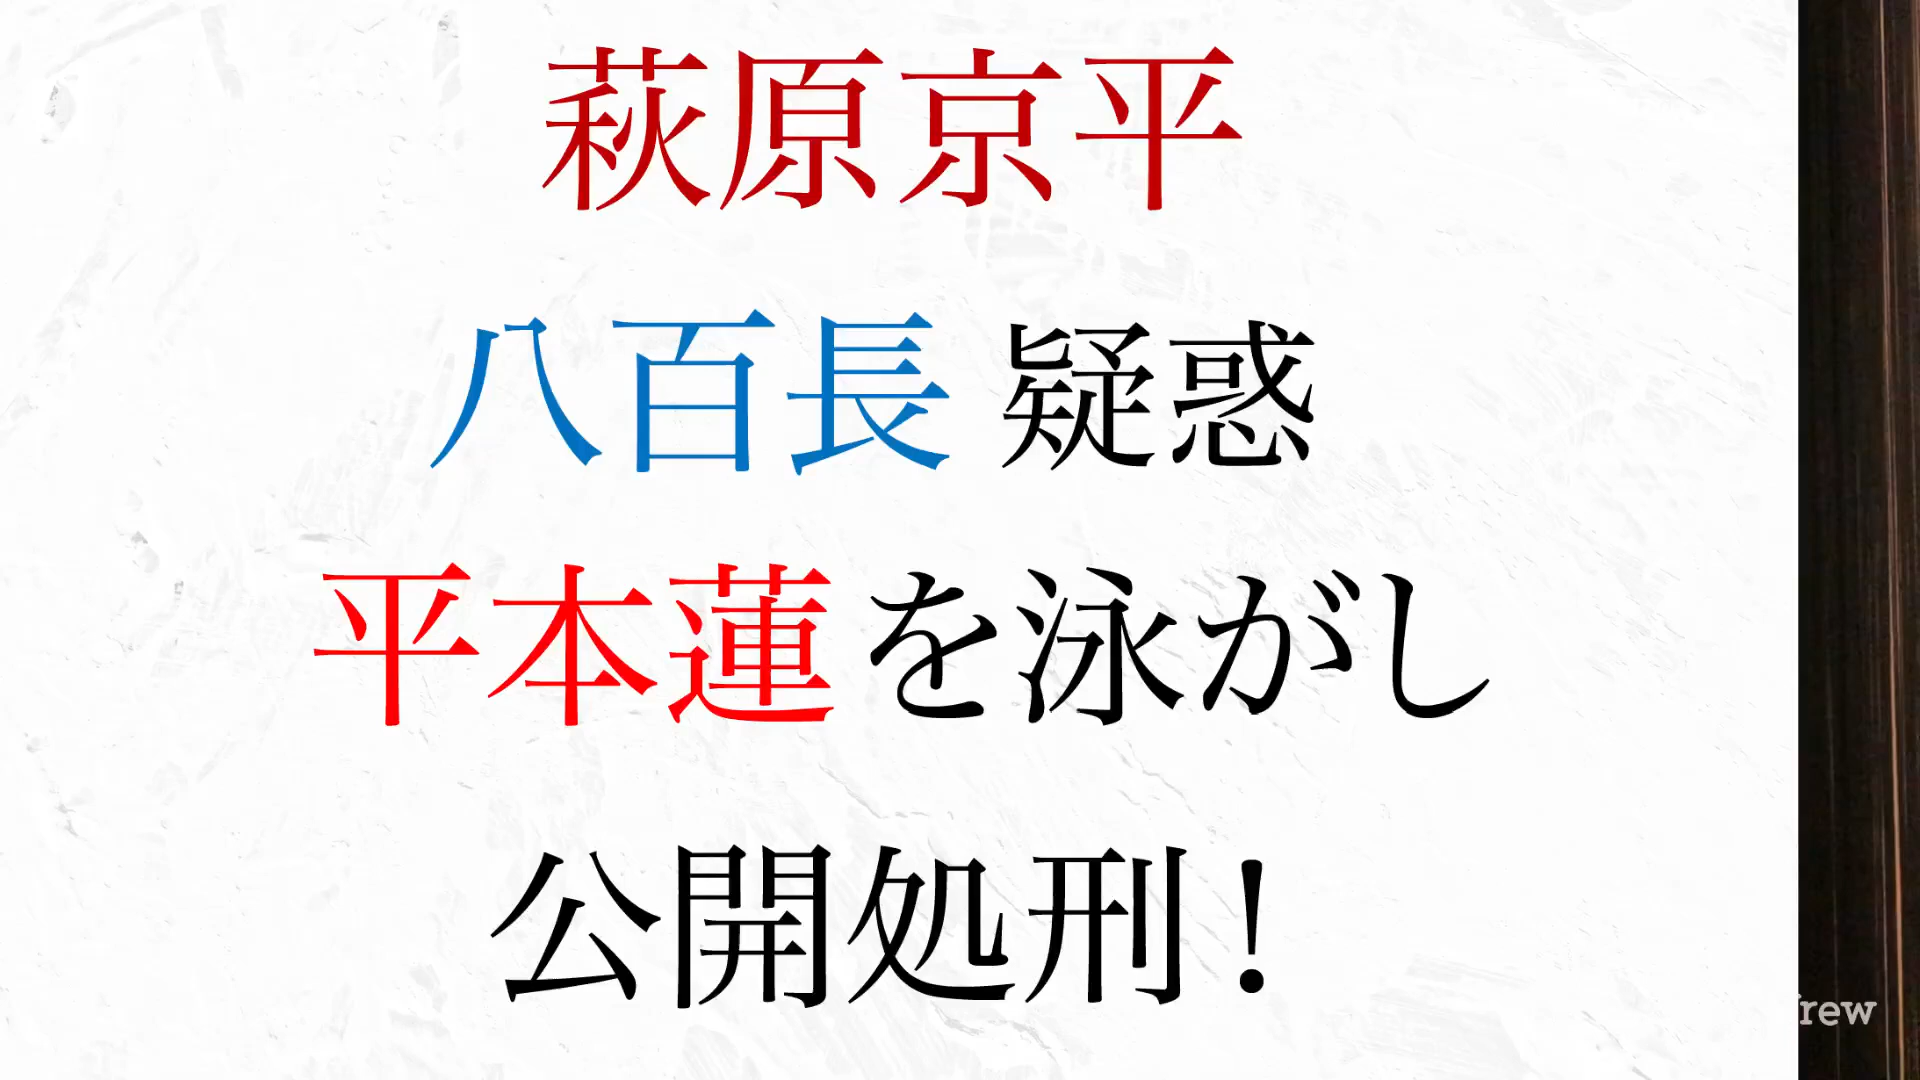 萩原京平
八百長 疑惑
平本蓮を泳がし
公開処刑!
rew